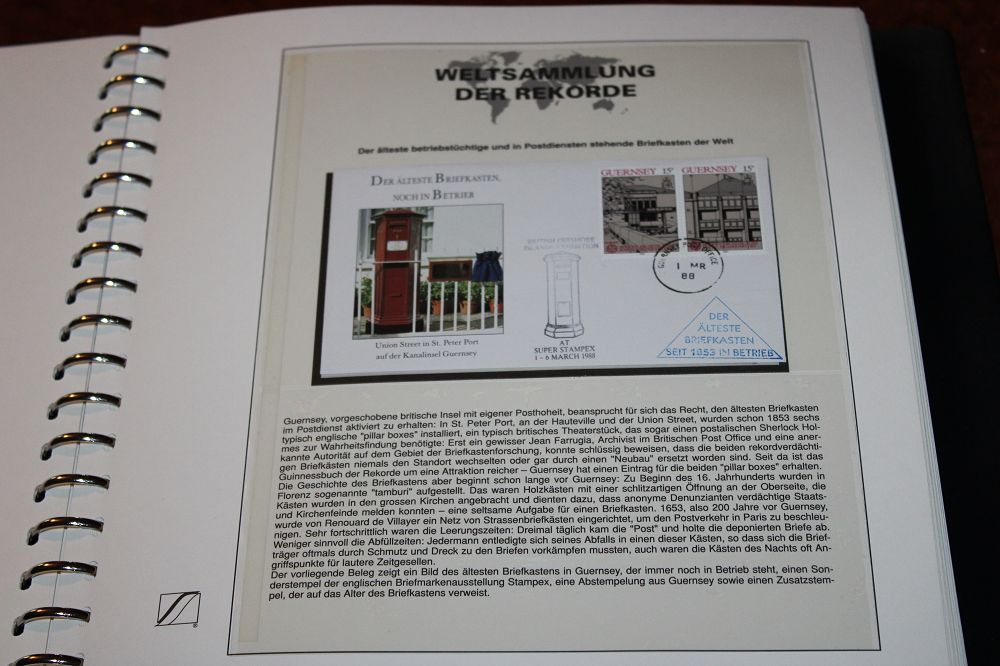 WELTSAMMLUNG
DER REKORDE
Der älteste betriebstüchtige und in Postdiensten stehende Briefkasten der Welt
DER ÄLTESTE BRIEFKASTEN,
NOCH IN BETRIEB
Union Street in St. Peter Port
auf der Kanalinsel Guernsey
BRITISH PHILATELIC
AT
SUPER STAMPEX
1 - 6 MARCH 1988
GUERNSEY 15P
GUERNSEY 15P
GUERNSEY POST OFFICE
1 MR
88
DER
ÄLTESTE
BRIEFKASTEN
SEIT 1853 IN BETRIEB
Guernsey, vorgeschobene britische Insel mit eigener Posthoheit, beansprucht für sich das Recht, den ältesten Briefkasten
im Postdienst aktiviert zu erhalten: In St. Peter Port, an der Hauteville und der Union Street, wurden schon 1853 sechs
typisch englische "pillar boxes" installiert, ein typisch britisches Theaterstück, das sogar einen postalischen Sherlock Hol-
mes zur Wahrheitsfindung benötigte: Erst ein gewisser Jean Farrugia, Archivist im Britischen Post Office und eine aner-
kannte Autorität auf dem Gebiet der Briefkastenforschung, konnte schlüssig beweisen, dass die beiden rekordverdächti-
gen Briefkästen niemals den Standort wechselten oder gar durch einen "Neubau" ersetzt worden sind. Seit da ist das
Guinnessbuch der Rekorde um eine Attraktion reicher – Guernsey hat einen Eintrag für die beiden "pillar boxes" erhalten.
Die Geschichte des Briefkastens aber beginnt schon lange vor Guernsey: Zu Beginn des 16. Jahrhunderts wurden in
Florenz sogenannte "tamburi" aufgestellt. Das waren Holzkästen mit einer schlitzartigen Öffnung an der Oberseite, die
Kästen wurden in den grossen Kirchen angebracht und dienten dazu, dass anonyme Denunzianten verdächtige Staats-
und Kirchenfeinde melden konnten – eine seltsame Aufgabe für einen Briefkasten. 1653, also 200 Jahre vor Guernsey,
wurde von Renouard de Villayer ein Netz von Strassenbriefkästen eingerichtet, um den Postverkehr in Paris zu beschleu-
nigen. Sehr fortschrittlich waren die Leerungszeiten: Dreimal täglich kam die "Post" und holte die deponierten Briefe ab.
Weniger sinnvoll die Abfüllzeiten: Jedermann entledigte sich seines Abfalls in einen dieser Kästen, so dass sich die Brief-
träger oftmals durch Schmutz und Dreck zu den Briefen vorkämpfen mussten, auch waren die Kästen des Nachts oft An-
griffspunkte für lautere Zeitgesellen.
Der vorliegende Beleg zeigt ein Bild des ältesten Briefkastens in Guernsey, der immer noch in Betrieb steht, einen Son-
derstempel der englischen Briefmarkenausstellung Stampex, eine Abstempelung aus Guernsey sowie einen Zusatzstem-
pel, der auf das Alter des Briefkastens verweist.